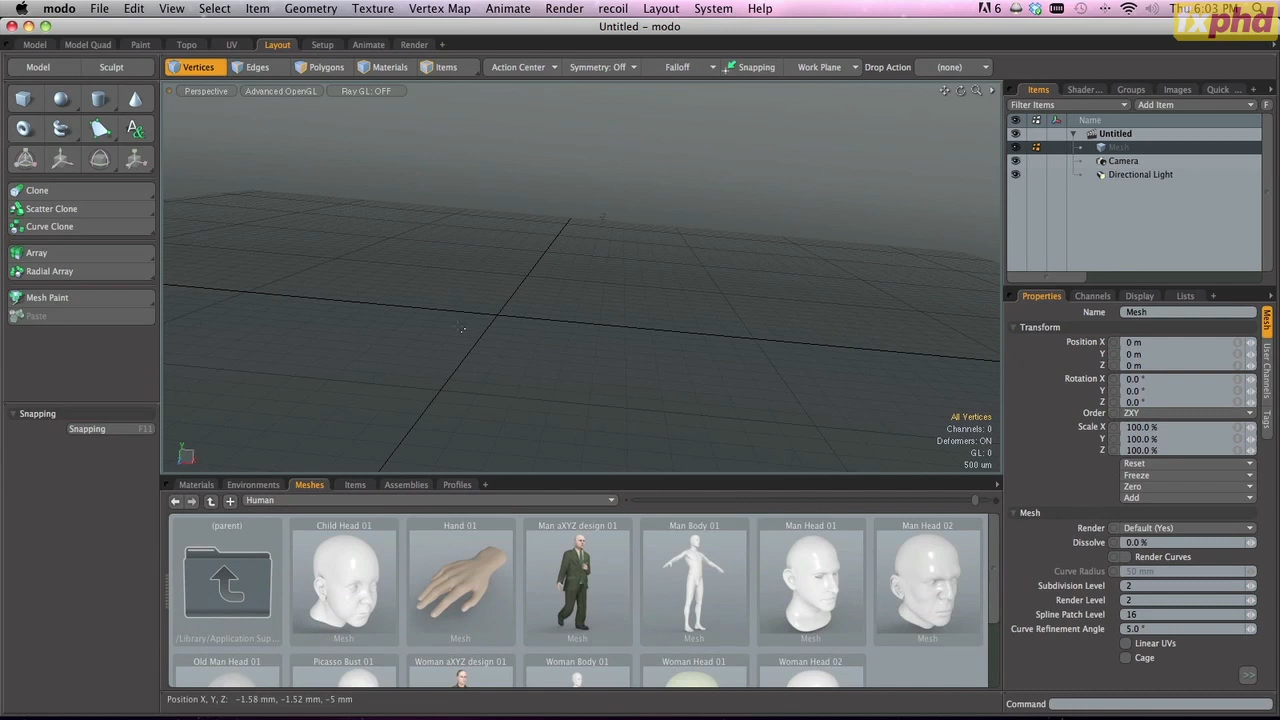 modo File Edit View Select Item Geometry Texture Vertex Map Animate Render recoil Layout System Help 6 Thu 6:03 PM
Untitled - modo
fxphd
Model Model Quad Paint Topo UV Layout Setup Animate Render +
Model Sculpt Vertices Edges Polygons Materials Items Action Center Symmetry: Off Falloff Snapping Work Plane Drop Action (none)
Perspective Advanced OpenGL Ray GL: OFF
Clone
Scatter Clone
Curve Clone
Array
Radial Array
Mesh Paint
Paste
Snapping
Snapping F11
Z
All Vertices
Channels: 0
Deformers: ON
GL: 0
500 um
Y
Items Shader... Groups Images Quick ... +
Filter Items Add Item F
Name
Untitled
Mesh
Camera
Directional Light
Properties Channels Display Lists +
Name Mesh
Transform
Position X 0 m
Y 0 m
Z 0 m
Rotation X 0.0 °
Y 0.0 °
Z 0.0 °
Order ZXY
Scale X 100.0 %
Y 100.0 %
Z 100.0 %
Reset
Freeze
Zero
Add
Mesh
Render Default (Yes)
Dissolve 0.0 %
Render Curves
Curve Radius 50 mm
Subdivision Level 2
Render Level 2
Spline Patch Level 16
Curve Refinement Angle 5.0 °
Linear UVs
Cage
>>
Mesh
User Channels
Tags
Materials Environments Meshes Items Assemblies Profiles +
Human
(parent) Child Head 01 Hand 01 Man aXYZ design 01 Man Body 01 Man Head 01 Man Head 02
/Library/Application Sup... Mesh Mesh Mesh Mesh Mesh Mesh
Old Man Head 01 Picasso Bust 01 Woman aXYZ design 01 Woman Body 01 Woman Head 01 Woman Head 02
Position X, Y, Z: -1.58 mm, -1.52 mm, -5 mm
Command